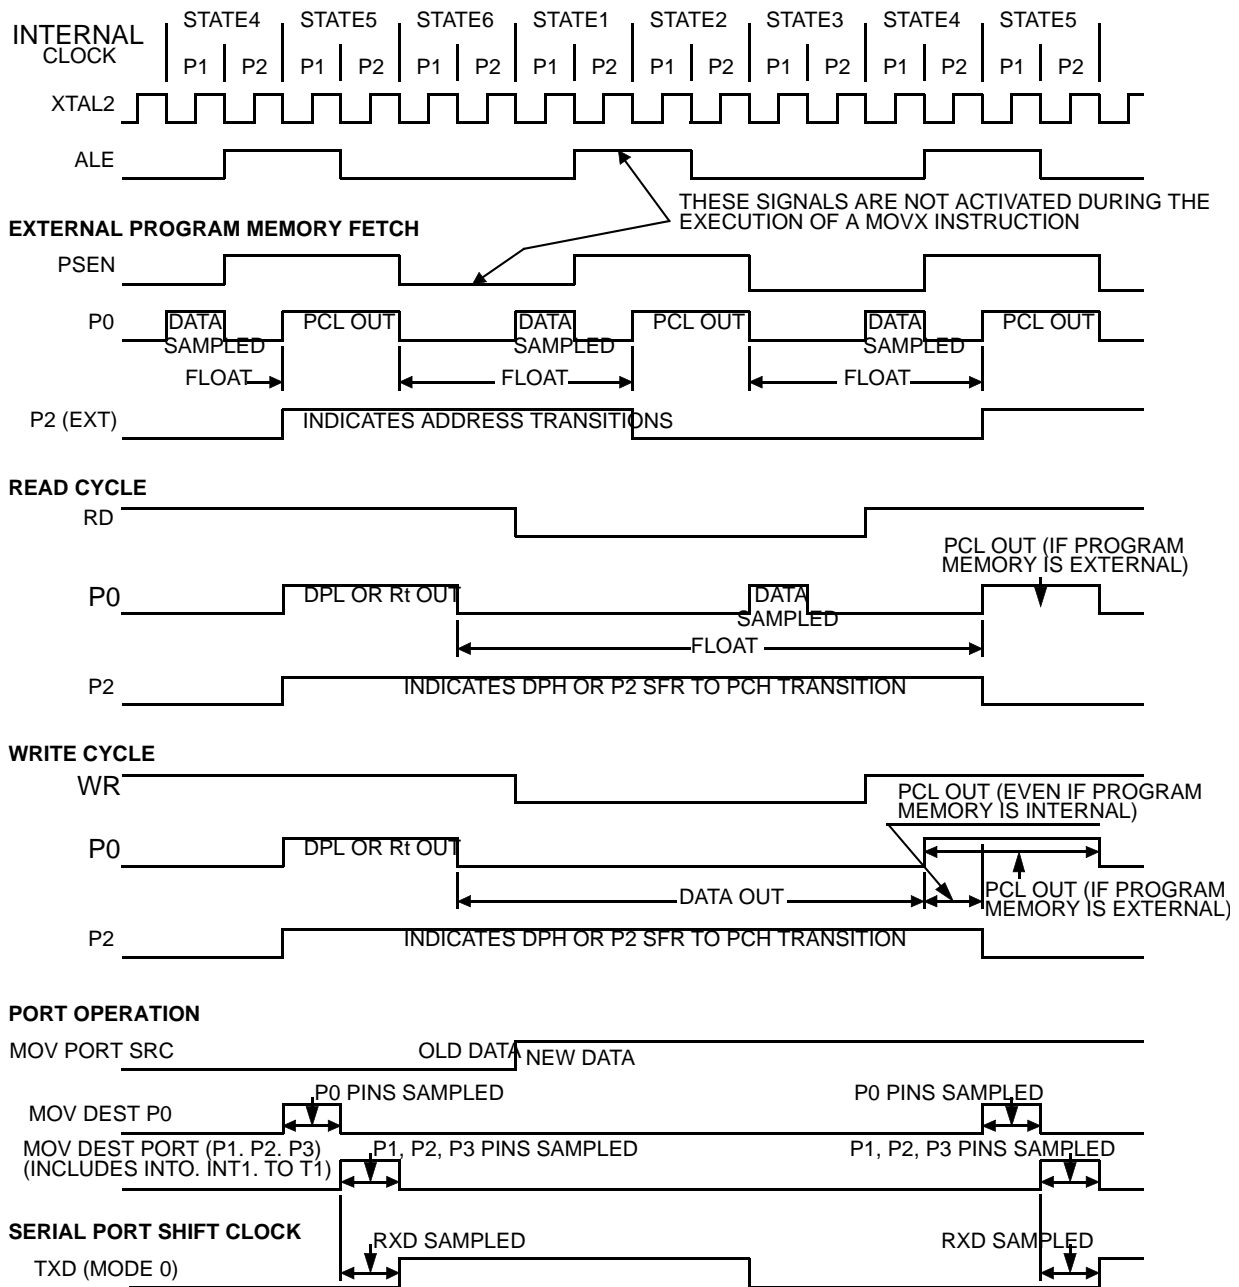 INTERNAL CLOCK
STATE4 STATE5 STATE6 STATE1 STATE2 STATE3 STATE4 STATE5
P1 P2 P1 P2 P1 P2 P1 P2 P1 P2 P1 P2 P1 P2 P1 P2
XTAL2
ALE
THESE SIGNALS ARE NOT ACTIVATED DURING THE
EXECUTION OF A MOVX INSTRUCTION
EXTERNAL PROGRAM MEMORY FETCH
PSEN
P0 DATA PCL OUT DATA PCL OUT DATA PCL OUT
SAMPLED SAMPLED SAMPLED
FLOAT FLOAT FLOAT
P2 (EXT) INDICATES ADDRESS TRANSITIONS
READ CYCLE
RD
PCL OUT (IF PROGRAM
MEMORY IS EXTERNAL)
P0 DPL OR Rt OUT DATA
SAMPLED
FLOAT
P2 INDICATES DPH OR P2 SFR TO PCH TRANSITION
WRITE CYCLE
WR
PCL OUT (EVEN IF PROGRAM
MEMORY IS INTERNAL)
P0 DPL OR Rt OUT
DATA OUT
PCL OUT (IF PROGRAM
MEMORY IS EXTERNAL)
P2 INDICATES DPH OR P2 SFR TO PCH TRANSITION
PORT OPERATION
MOV PORT SRC OLD DATA NEW DATA
P0 PINS SAMPLED P0 PINS SAMPLED
MOV DEST P0
MOV DEST PORT (P1. P2. P3) P1, P2, P3 PINS SAMPLED P1, P2, P3 PINS SAMPLED
(INCLUDES INTO. INT1. TO T1)
SERIAL PORT SHIFT CLOCK
RXD SAMPLED RXD SAMPLED
TXD (MODE 0)